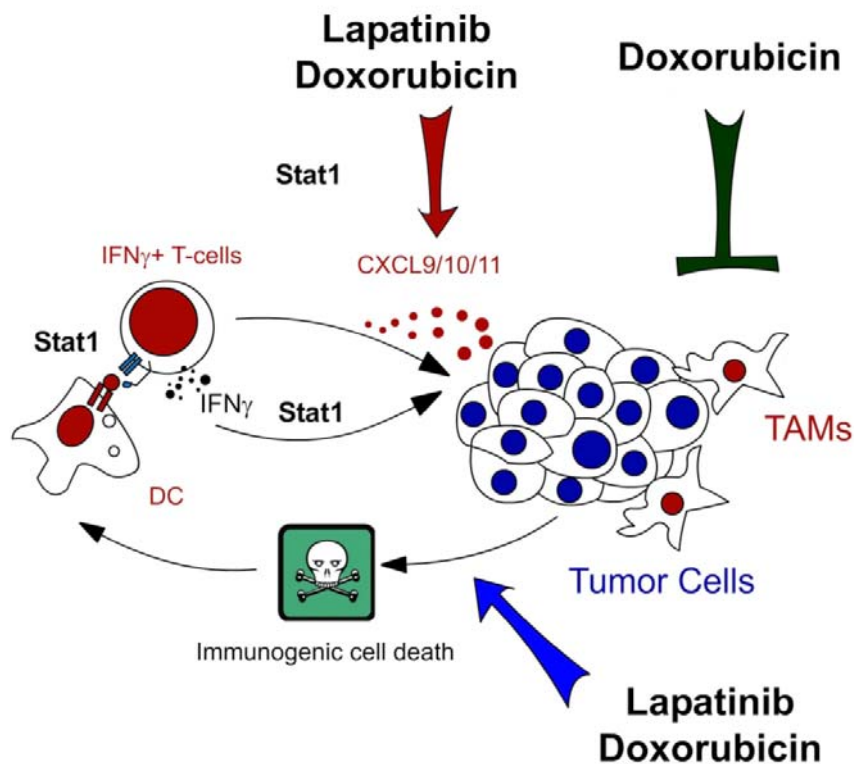 Lapatinib
Doxorubicin
Doxorubicin
Stat1
IFNγ+ T-cells
CXCL9/10/11
Stat1
IFNγ
Stat1
TAMs
DC
Tumor Cells
Immunogenic cell death
Lapatinib
Doxorubicin